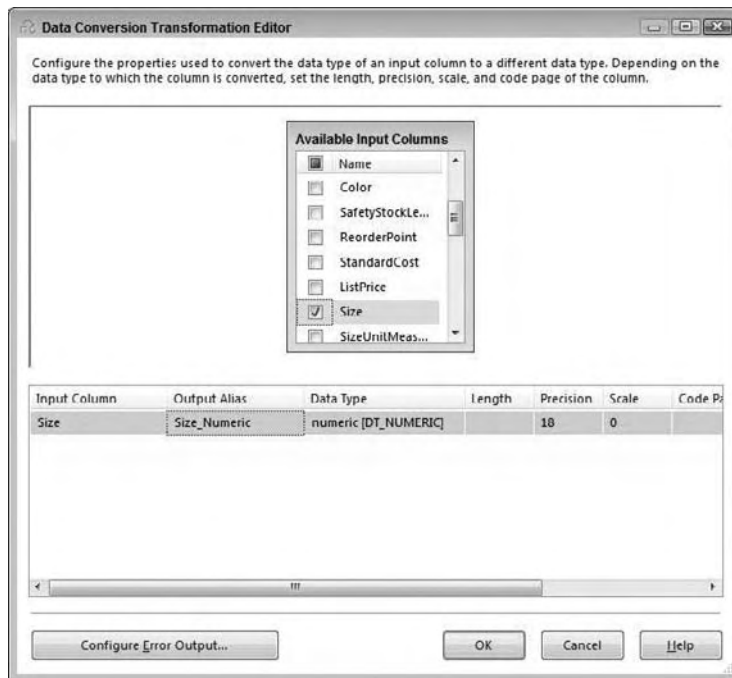 Data Conversion Transformation Editor
Configure the properties used to convert the data type of an input column to a different data type. Depending on the
data type to which the column is converted, set the length, precision, scale, and code page of the column.
Available Input Columns
Name
Color
SafetyStockLe...
ReorderPoint
StandardCost
ListPrice
Size
SizeUnitMeas...
Input Column Output Alias Data Type Length Precision Scale Code Pa
Size Size_Numeric numeric [DT_NUMERIC] 18 0
Configure Error Output... OK Cancel Help